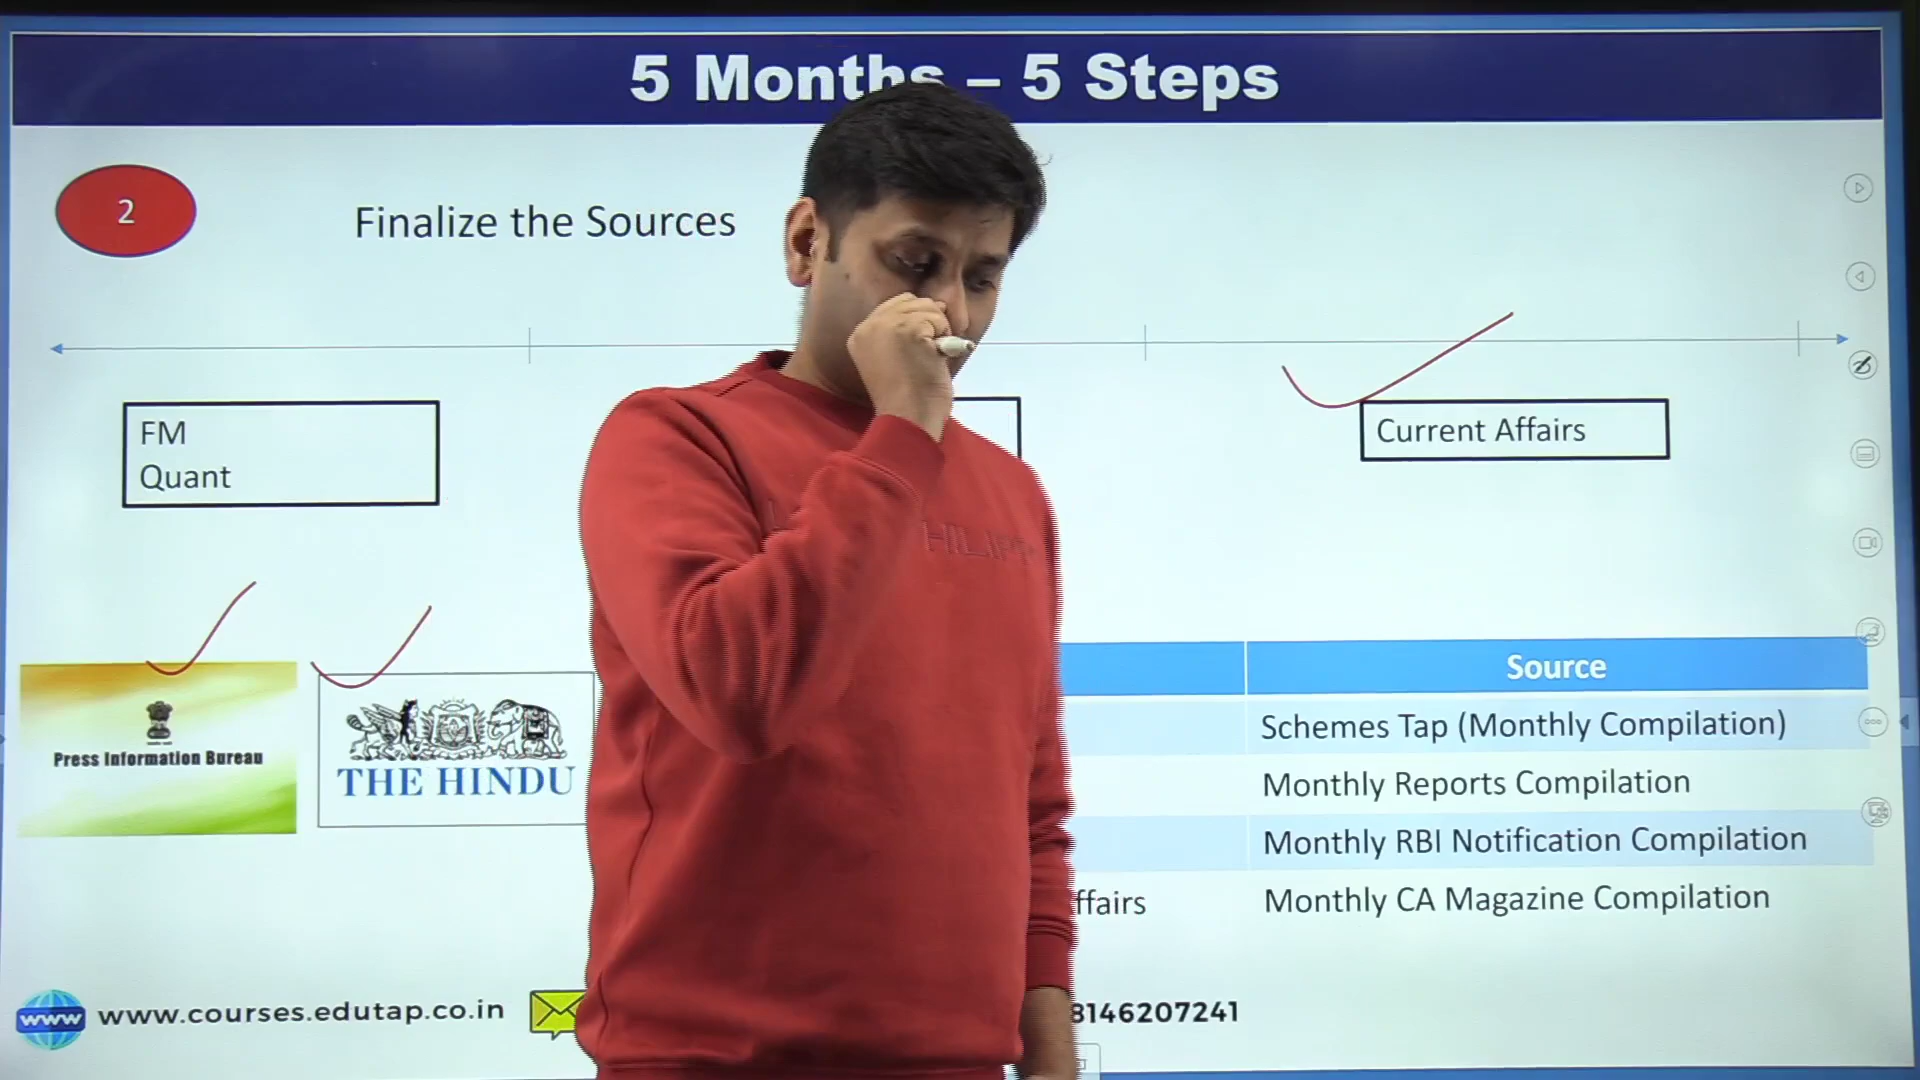 5 Months – 5 Steps
2
Finalize the Sources
FM
Quant
Current Affairs
Press Information Bureau
THE HINDU
Source
Schemes Tap (Monthly Compilation)
Monthly Reports Compilation
Monthly RBI Notification Compilation
ffairs
Monthly CA Magazine Compilation
www
www.courses.edutap.co.in
8146207241